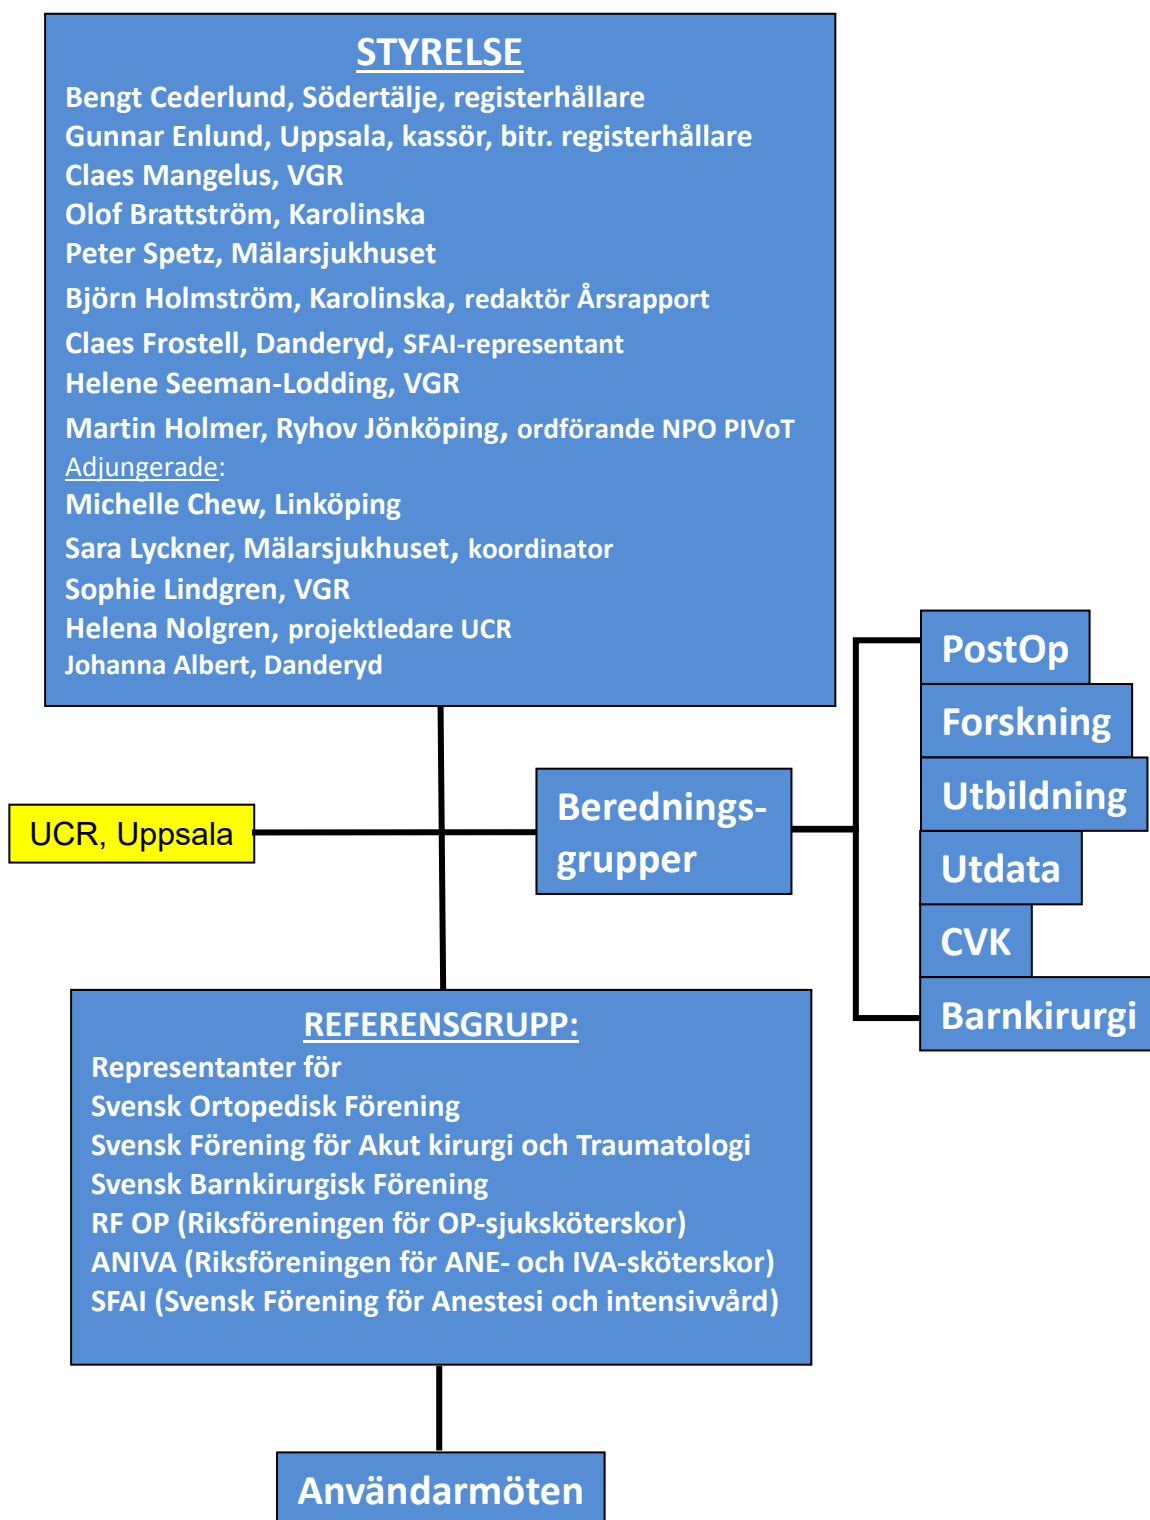 STYRELSE
Bengt Cederlund, Södertälje, registerhållare
Gunnar Enlund, Uppsala, kassör, bitr. registerhållare
Claes Mangelus, VGR
Olof Brattström, Karolinska
Peter Spetz, Mälarsjukhuset
Björn Holmström, Karolinska, redaktör Årsrapport
Claes Frostell, Danderyd, SFAI-representant
Helene Seeman-Lodding, VGR
Martin Holmer, Ryhov Jönköping, ordförande NPO PIVoT
Adjungerade:
Michelle Chew, Linköping
Sara Lyckner, Mälarsjukhuset, koordinator
Sophie Lindgren, VGR
Helena Nolgren, projektledare UCR
Johanna Albert, Danderyd
UCR, Uppsala
Berednings-
grupper
PostOp
Forskning
Utbildning
Utdata
CVK
Barnkirurgi
REFERENSGRUPP:
Representanter för
Svensk Ortopedisk Förening
Svensk Förening för Akut kirurgi och Traumatologi
Svensk Barnkirurgisk Förening
RF OP (Riksföreningen för OP-sjuksköterskor)
ANIVA (Riksföreningen för ANE- och IVA-sköterskor)
SFAI (Svensk Förening för Anestesi och intensivvård)
Användarmöten